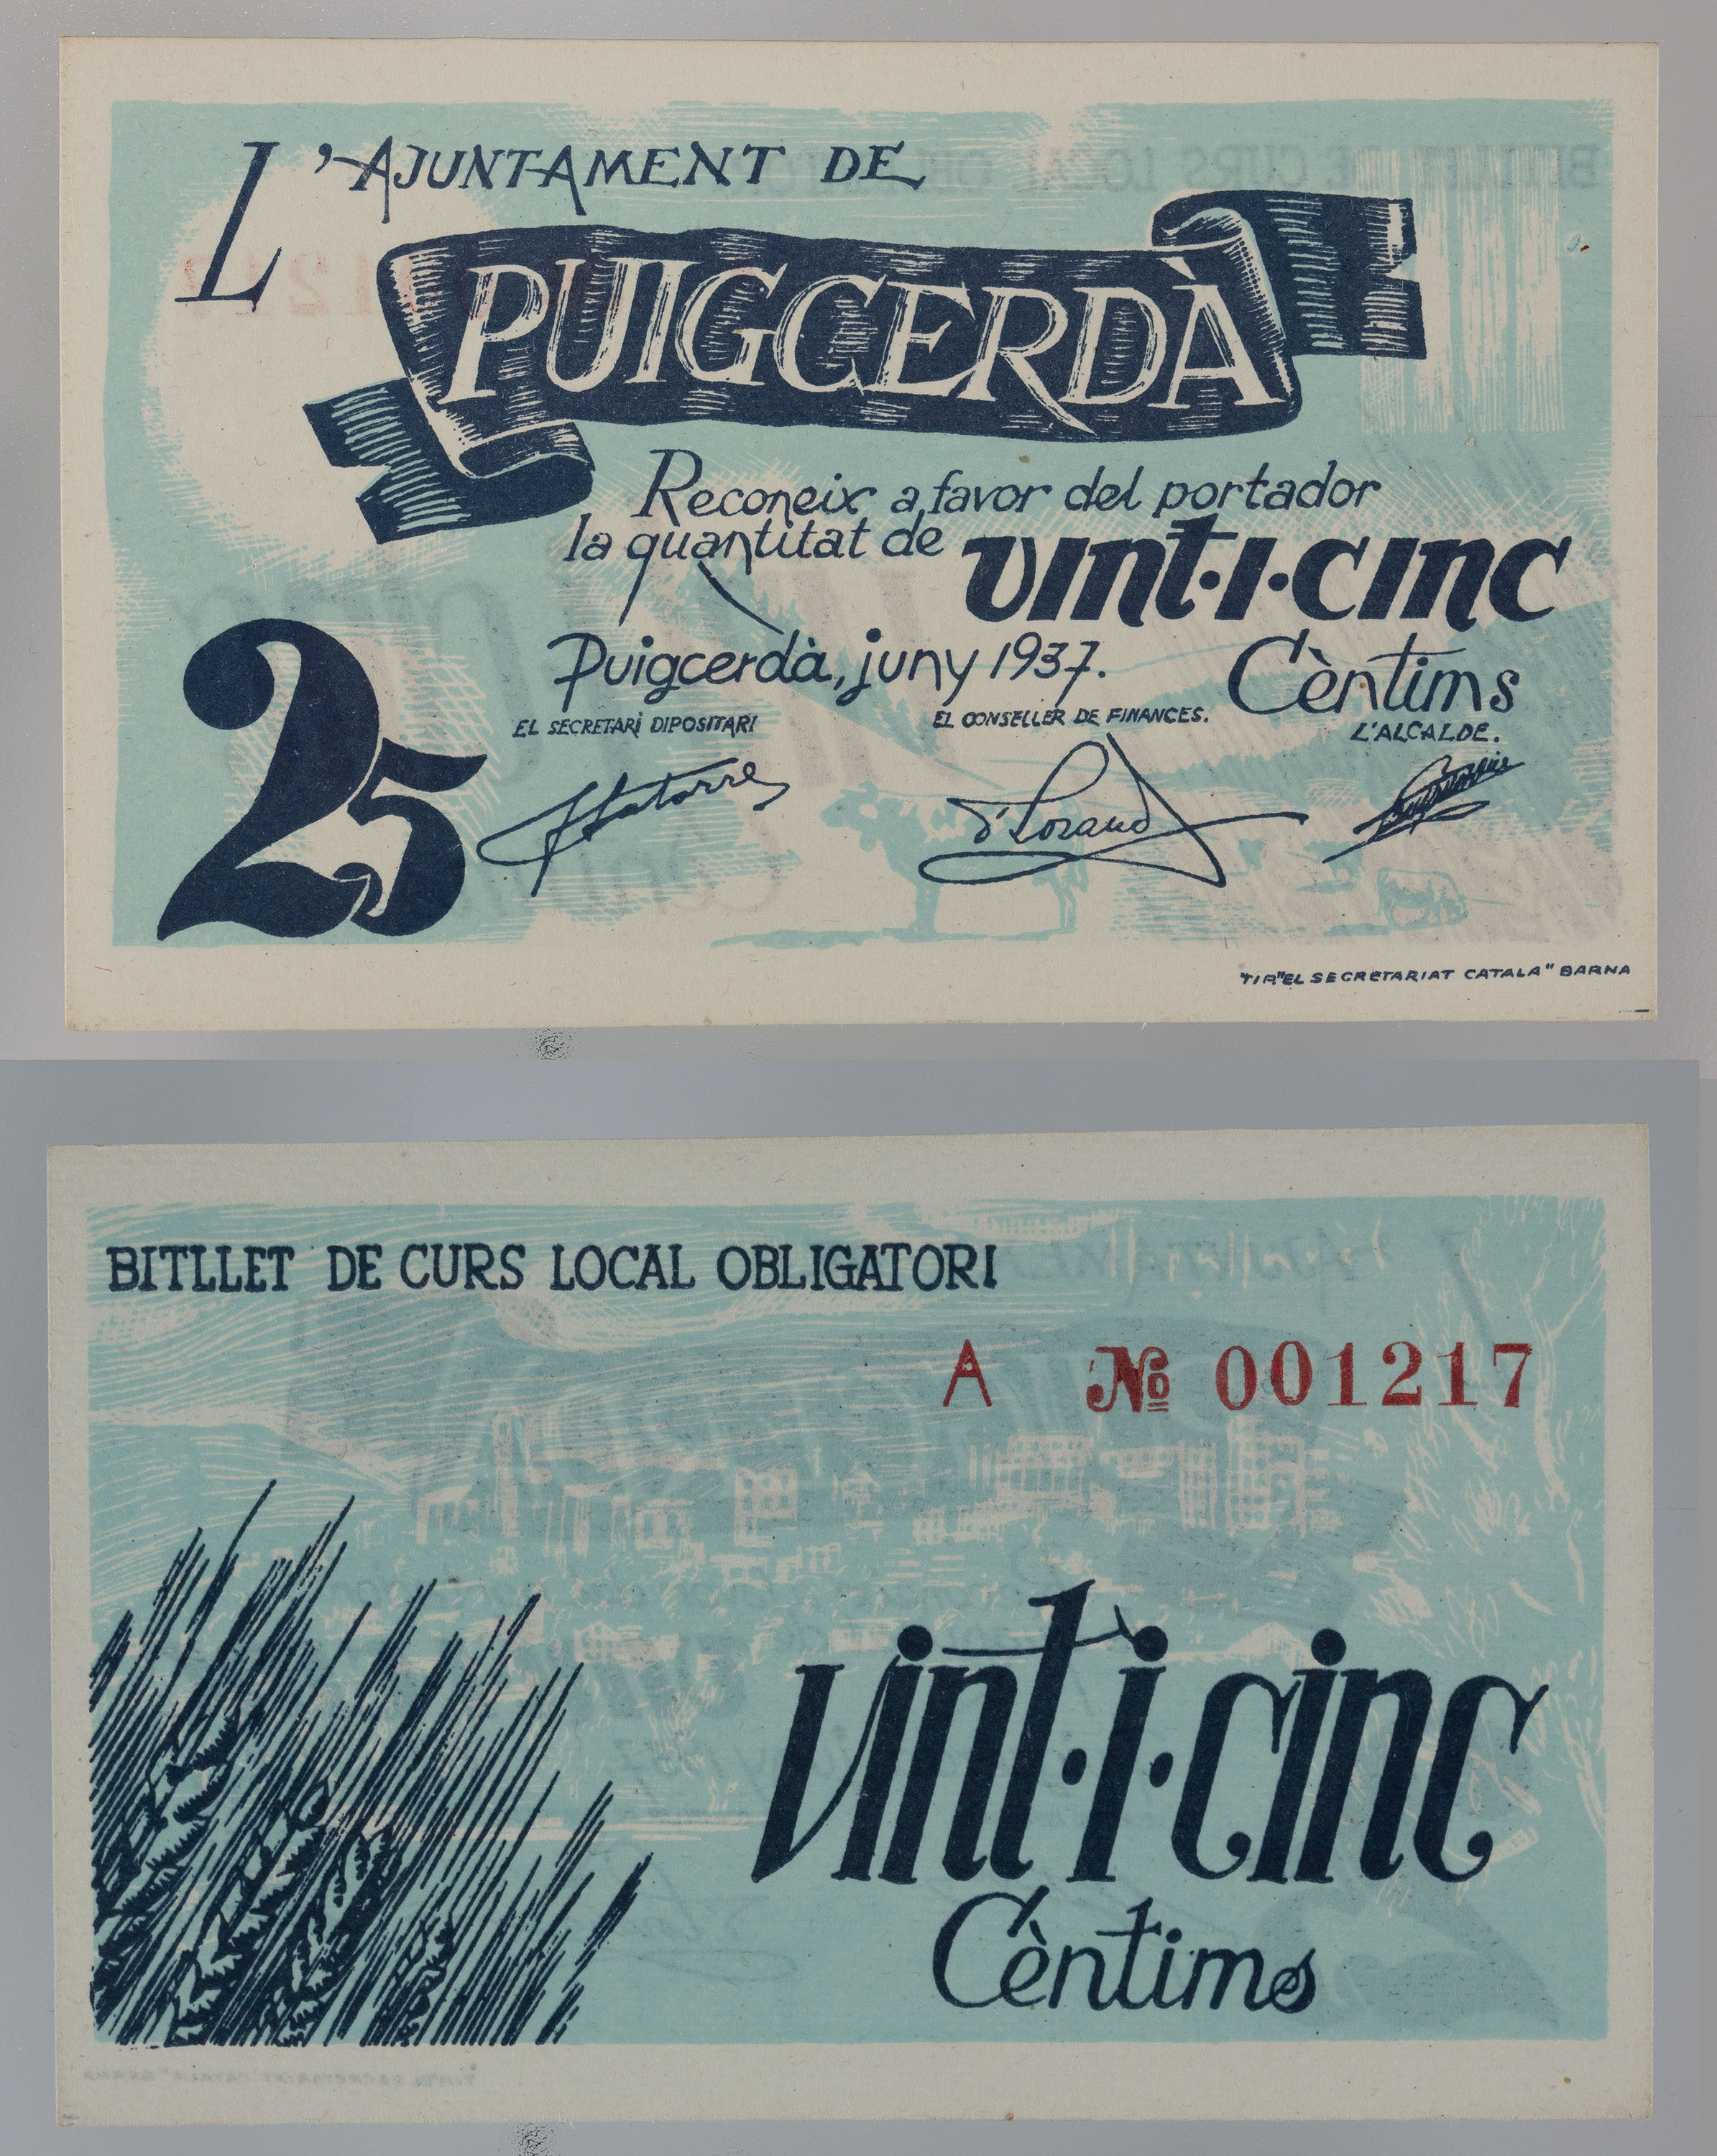 L'AJUNTAMENT DE
PUIGCERDÀ
Reconeix a favor del portador
la quantitat de vint·i·cinc
Cèntims
Puigcerdà, juny 1937.
EL SECRETARI DIPOSITARI
EL CONSELLER DE FINANCES.
L'ALCALDE.
25
TIP."EL SECRETARIAT CATALA" BARNA
BITLLET DE CURS LOCAL OBLIGATORI
A Nº 001217
vint·i·cinc
Cèntims